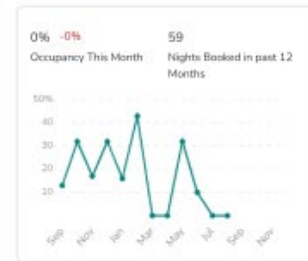 0% -0%
Occupancy This Month
59
Nights Booked in past 12
Months
50%
40
30
20
10
Sep Nov Jan Mar May Jul Sep Nov